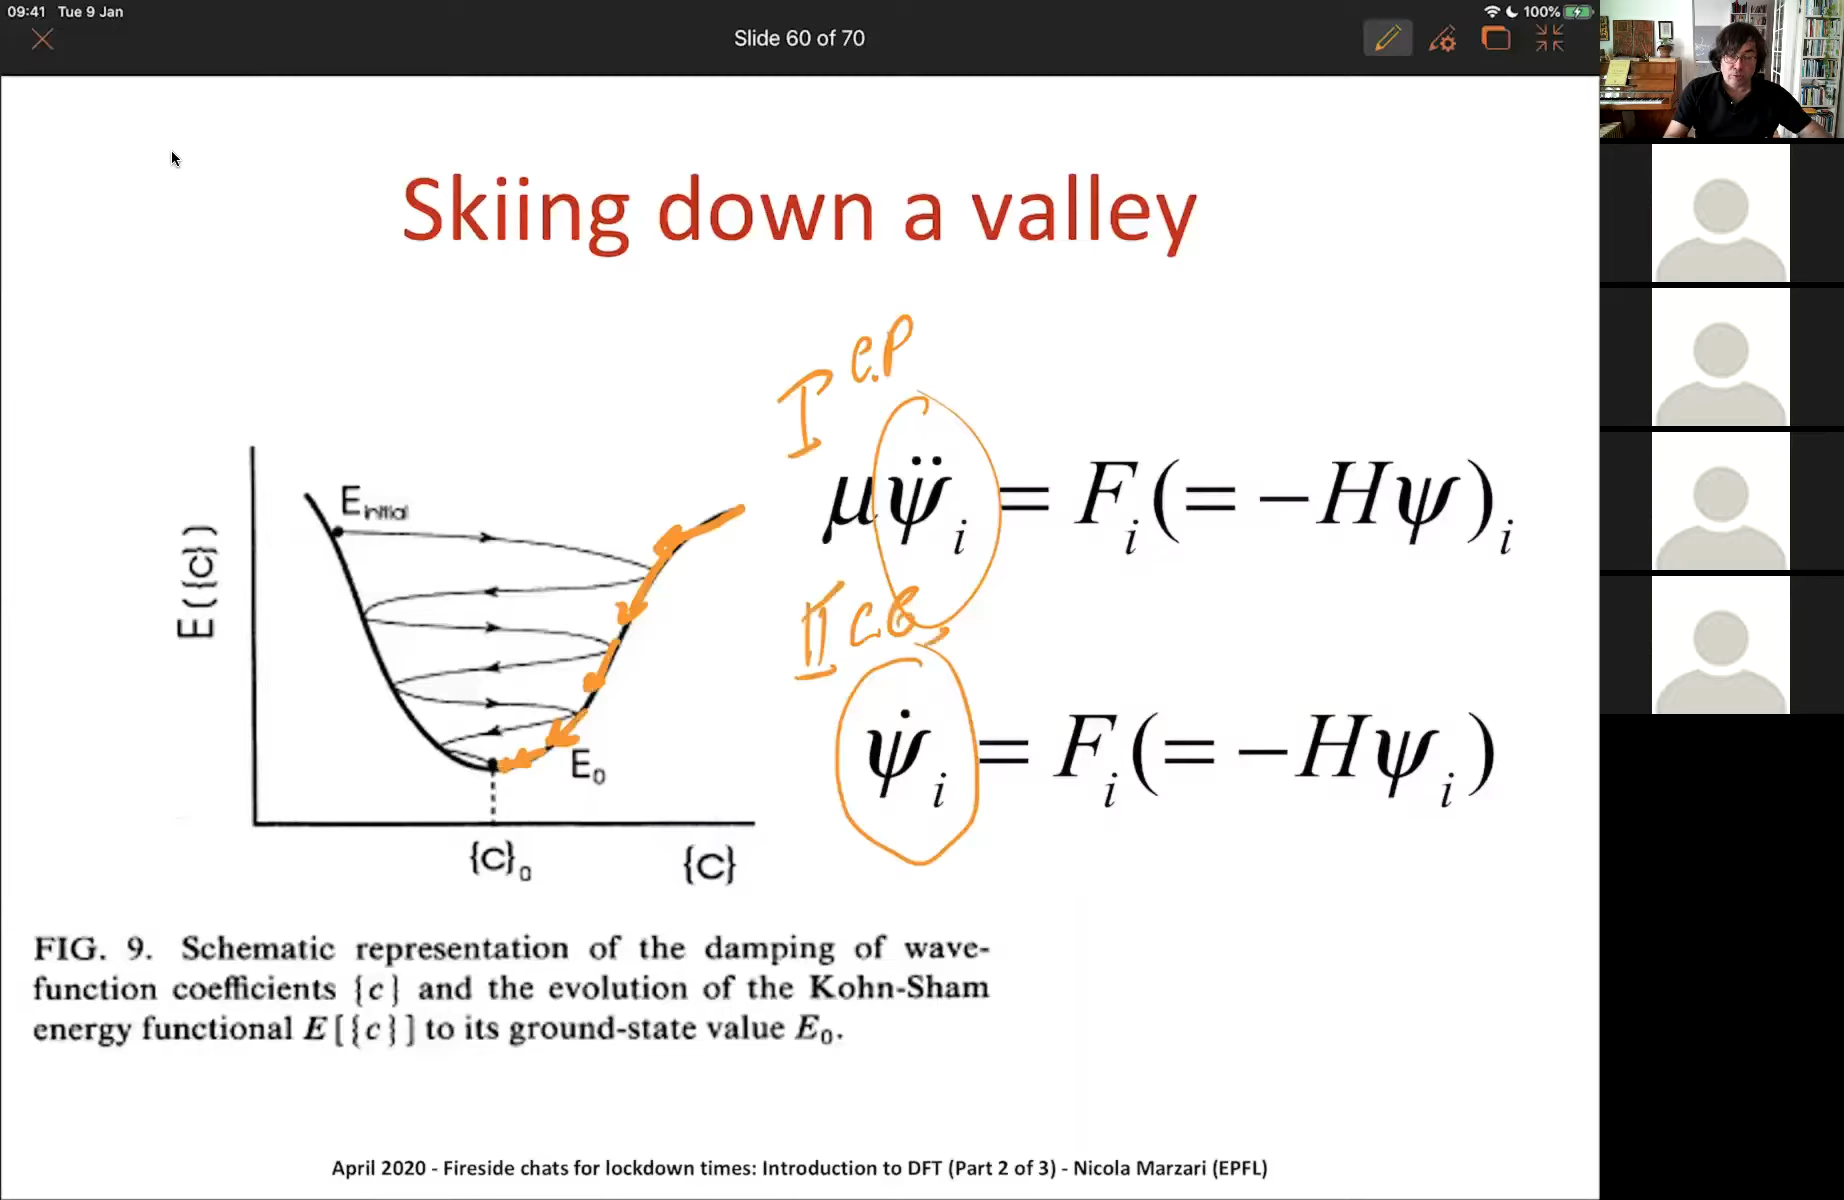 09:41 Tue 9 Jan
100%
Slide 60 of 70
Skiing down a valley
I C.P
μψ̈ᵢ = Fᵢ(= −Hψ)ᵢ
II C.G.
ψ̇ᵢ = Fᵢ(= −Hψᵢ)
E({C})
E initial
E₀
{C}₀
{C}
FIG. 9. Schematic representation of the damping of wave-
function coefficients {c} and the evolution of the Kohn-Sham
energy functional E[{c}] to its ground-state value E₀.
April 2020 - Fireside chats for lockdown times: Introduction to DFT (Part 2 of 3) - Nicola Marzari (EPFL)